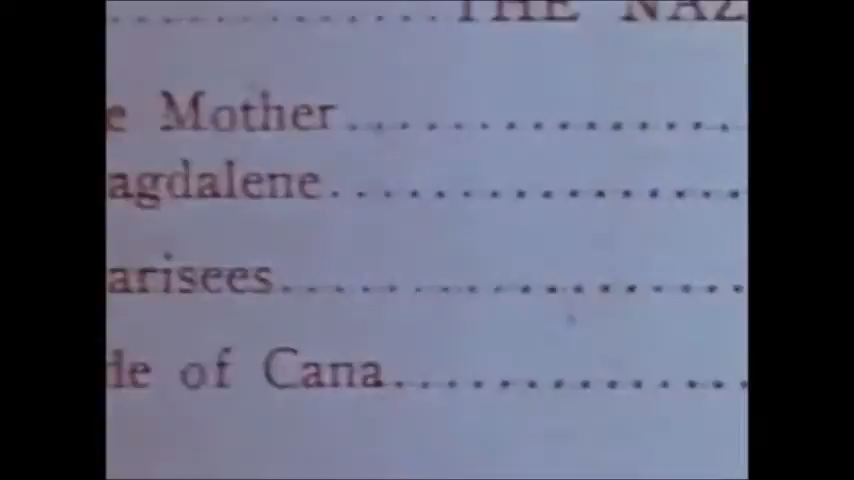 ................THE NAZ
e Mother...............
agdalene................
arisees..................
de of Cana..............